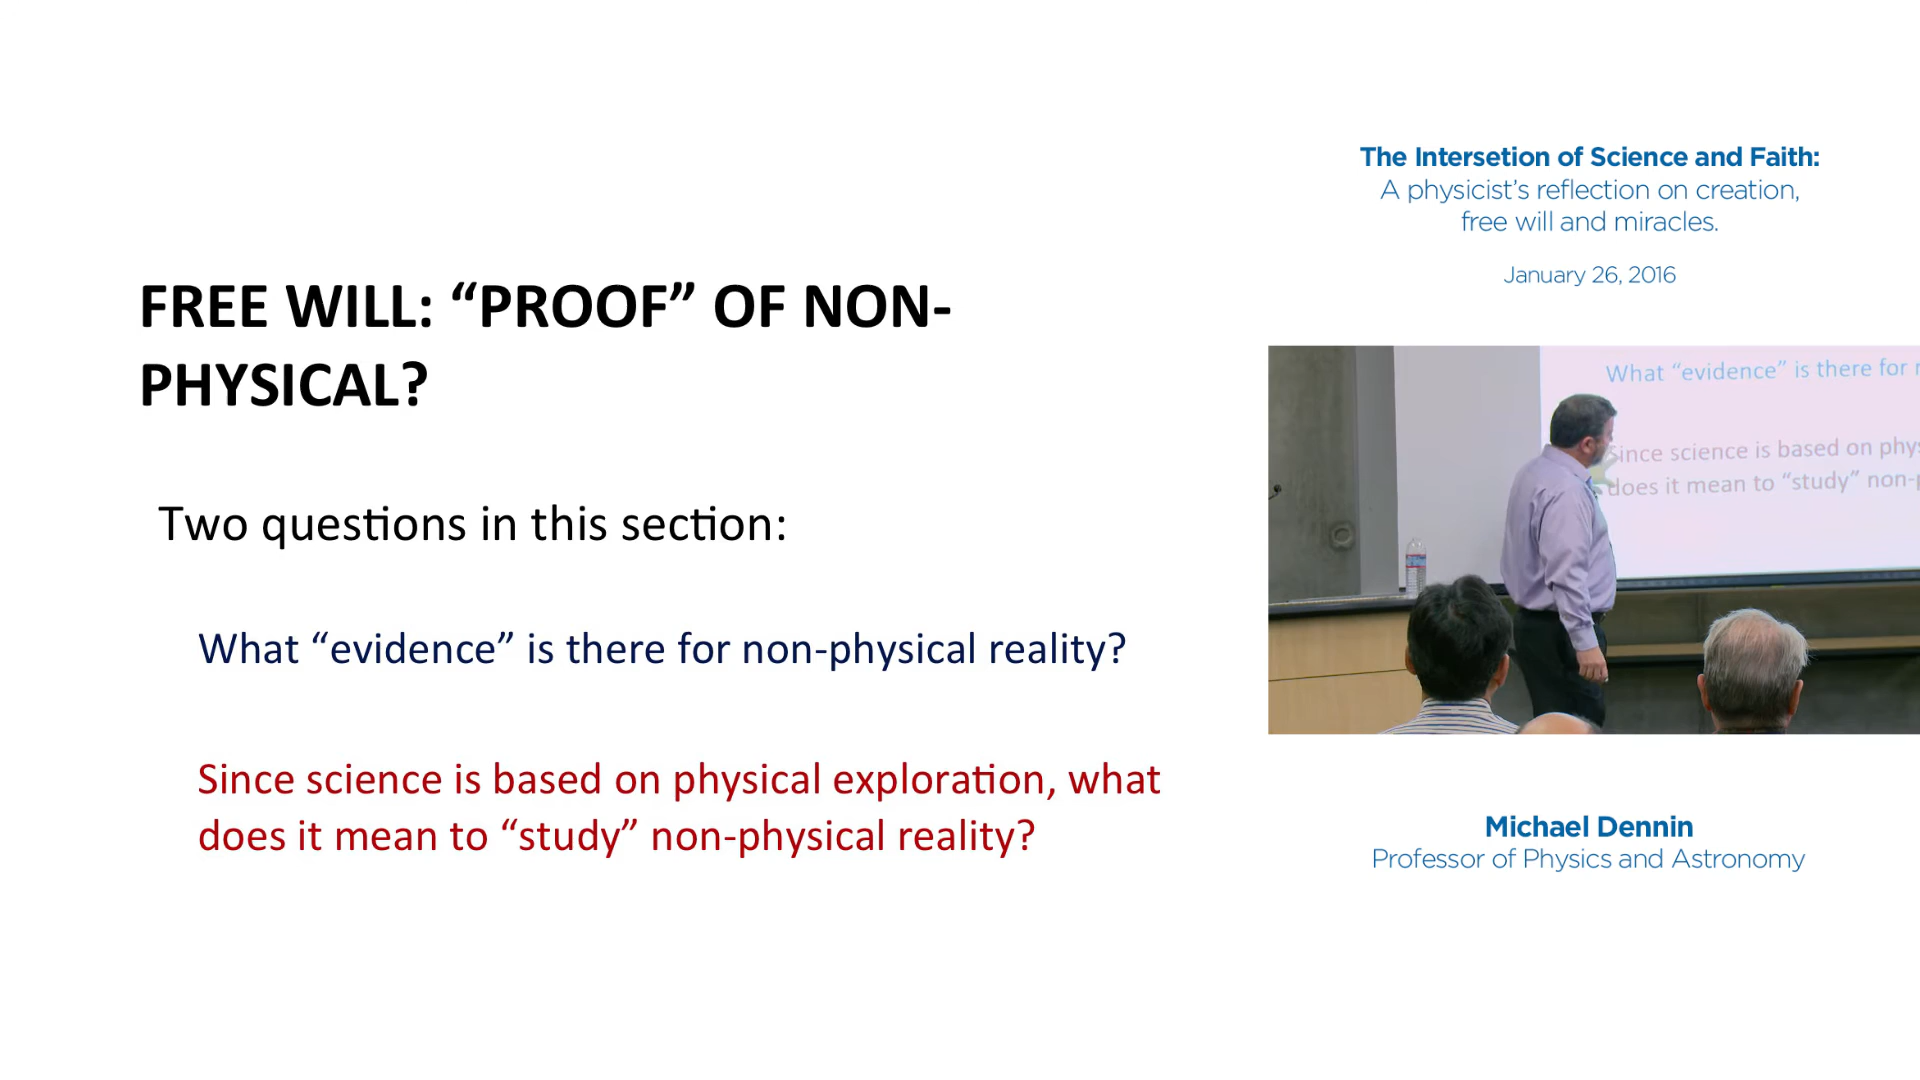 FREE WILL: “PROOF” OF NON-
PHYSICAL?
Two questions in this section:
What “evidence” is there for non-physical reality?
Since science is based on physical exploration, what
does it mean to “study” non-physical reality?
The Intersetion of Science and Faith:
A physicist’s reflection on creation,
free will and miracles.
January 26, 2016
What “evidence” is there for
Since science is based on phys
does it mean to “study” non-
Michael Dennin
Professor of Physics and Astronomy